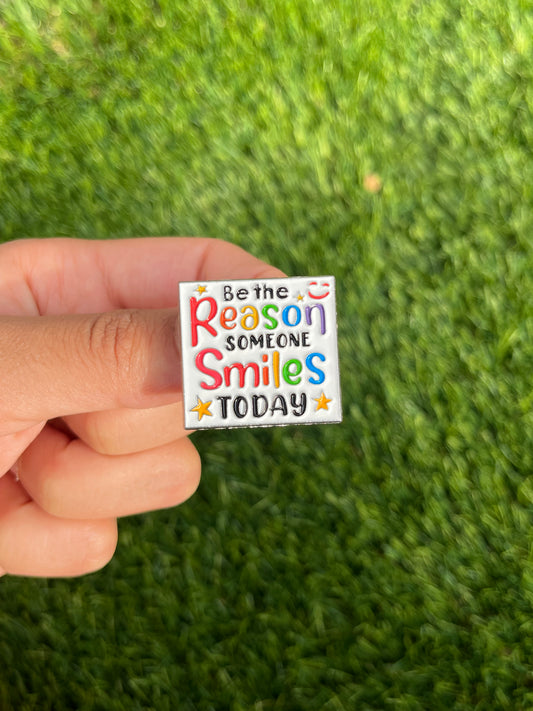 Be the
Reason
SOMEONE
Smiles
TODAY